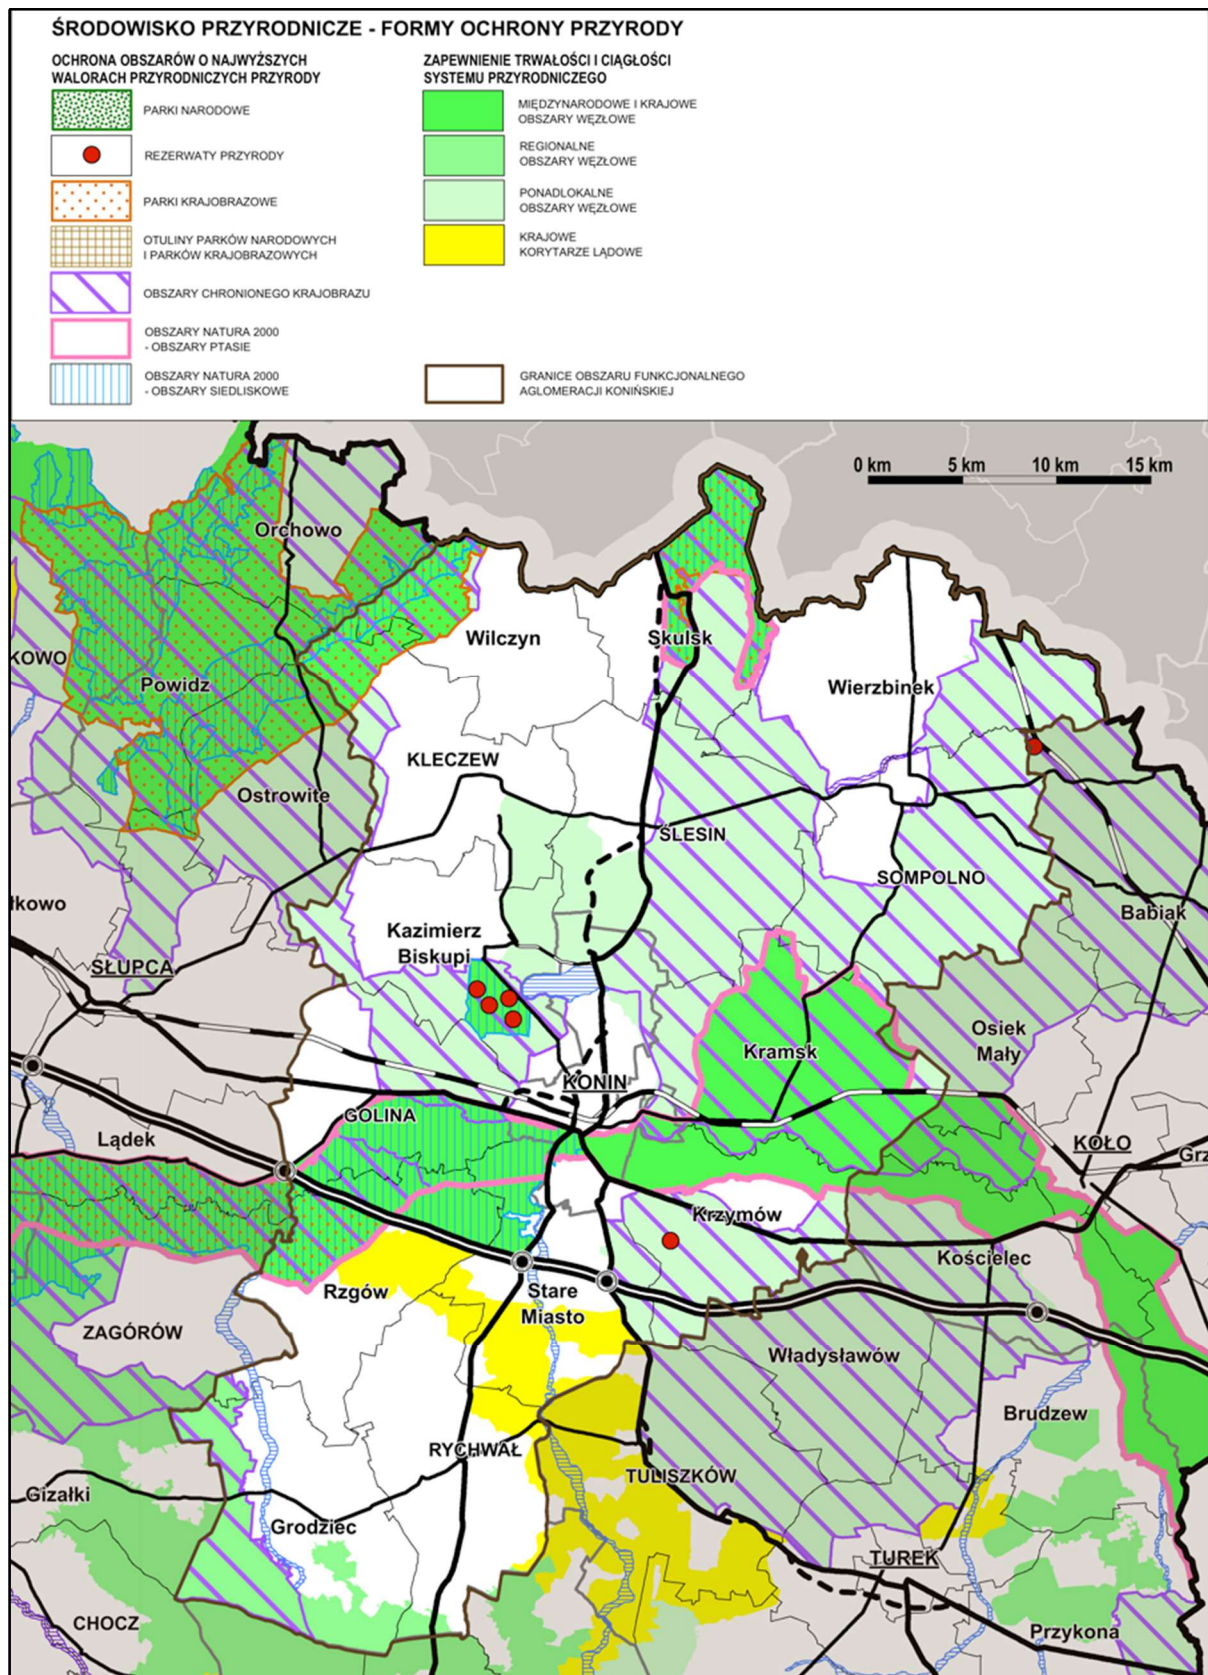 ŚRODOWISKO PRZYRODNICZE - FORMY OCHRONY PRZYRODY
OCHRONA OBSZARÓW O NAJWYŻSZYCH
WALORACH PRZYRODNICZYCH PRZYRODY
PARKI NARODOWE
REZERWATY PRZYRODY
PARKI KRAJOBRAZOWE
OTULINY PARKÓW NARODOWYCH
I PARKÓW KRAJOBRAZOWYCH
OBSZARY CHRONIONEGO KRAJOBRAZU
OBSZARY NATURA 2000
- OBSZARY PTASIE
OBSZARY NATURA 2000
- OBSZARY SIEDLISKOWE
ZAPEWNIENIE TRWAŁOŚCI I CIĄGŁOŚCI
SYSTEMU PRZYRODNICZEGO
MIĘDZYNARODOWE I KRAJOWE
OBSZARY WĘZŁOWE
REGIONALNE
OBSZARY WĘZŁOWE
PONADLOKALNE
OBSZARY WĘZŁOWE
KRAJOWE
KORYTARZE LĄDOWE
GRANICE OBSZARU FUNKCJONALNEGO
AGLOMERACJI KONIŃSKIEJ
0 km 5 km 10 km 15 km
Orchowo
Wilczyn
Skulsk
KOWO
Powidz
Wierzbinek
KLECZEW
Ostrowite
ŚLESIN
SOMPOLNO
łkowo
Babiak
Kazimierz
Biskupi
SŁUPCA
Osiek
Mały
Kramsk
KONIN
GOLINA
Lądek
KOŁO
Grz
Krzymów
Kościelec
Rzgów
Stare
Miasto
ZAGÓRÓW
Władysławów
Brudzew
RYCHWAŁ
TULISZKÓW
Gizałki
Grodziec
TUREK
CHOCZ
Przykona